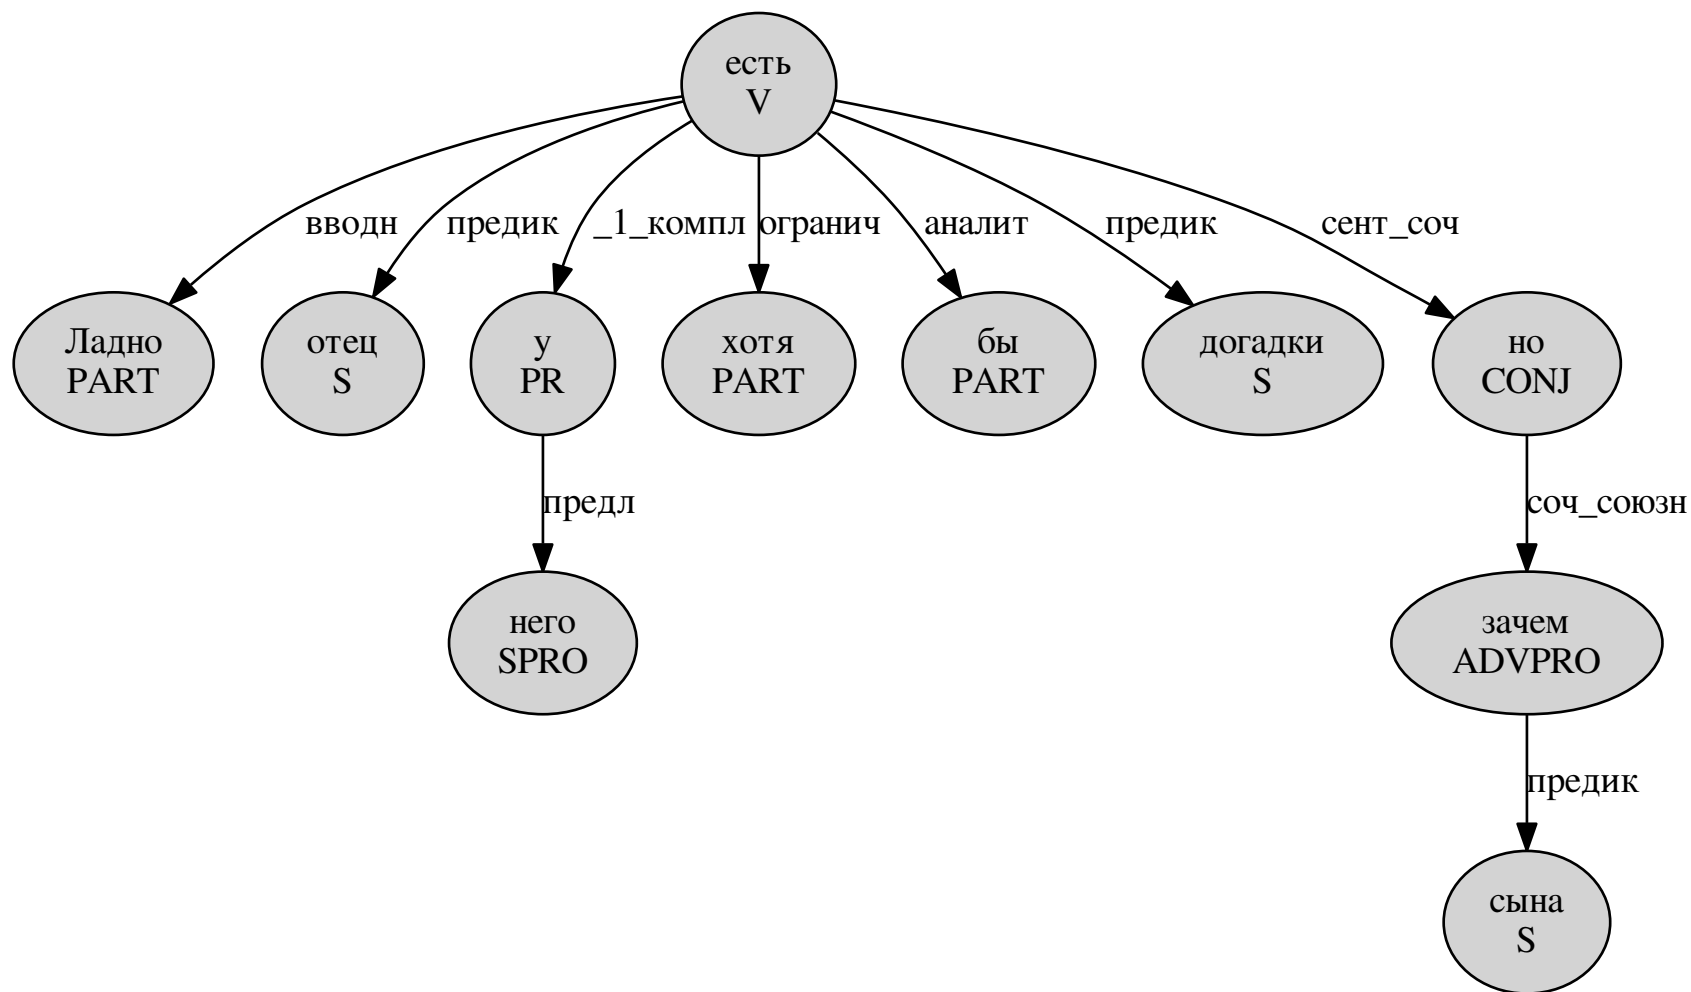 есть
V
вводн
предик
_1_компл
огранич
аналит
предик
сент_соч
Ладно
PART
отец
S
у
PR
хотя
PART
бы
PART
догадки
S
но
CONJ
предл
соч_союзн
него
SPRO
зачем
ADVPRO
предик
сына
S